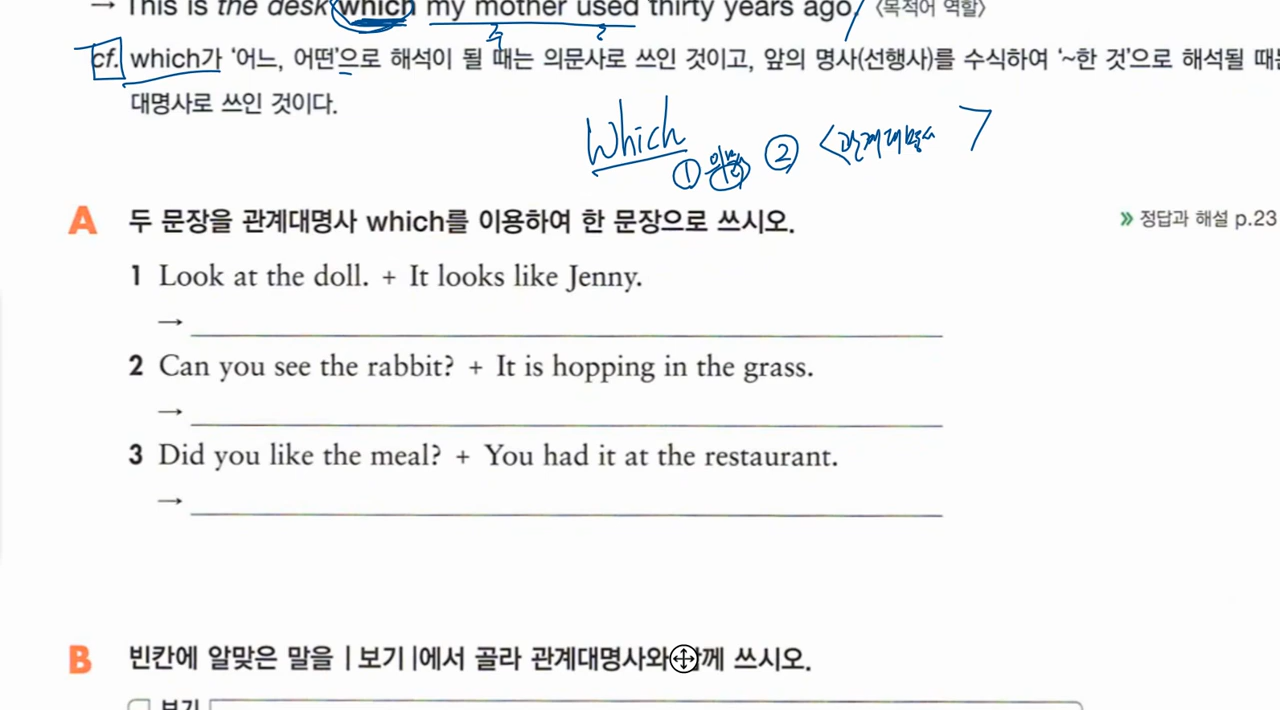 → This is the desk which my mother used thirty years ago. 〈목적어 역할〉
cf. which가 ‘어느, 어떤’으로 해석이 될 때는 의문사로 쓰인 것이고, 앞의 명사(선행사)를 수식하여 ‘~한 것’으로 해석될 때는
대명사로 쓰인 것이다.
Which
① ② <관계대명사 >
A 두 문장을 관계대명사 which를 이용하여 한 문장으로 쓰시오.
» 정답과 해설 p.23
1 Look at the doll. + It looks like Jenny.
→
2 Can you see the rabbit? + It is hopping in the grass.
→
3 Did you like the meal? + You had it at the restaurant.
→
B 빈칸에 알맞은 말을 |보기|에서 골라 관계대명사와 함께 쓰시오.
보기